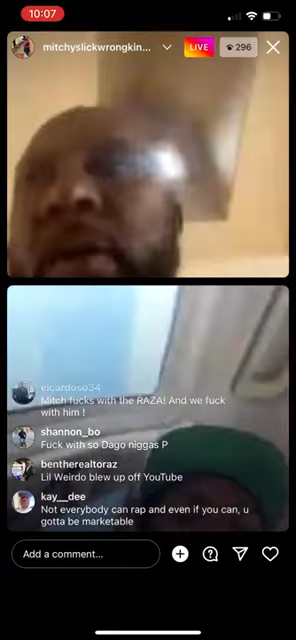 10:07
mitchyslickwrongkin...
LIVE
296
eicardoso34
Mitch fucks with the RAZA! And we fuck
with him !
shannon_bo
Fuck with so Dago niggas P
bentherealtoraz
Lil Weirdo blew up off YouTube
kay__dee
Not everybody can rap and even if you can, u
gotta be marketable
Add a comment...